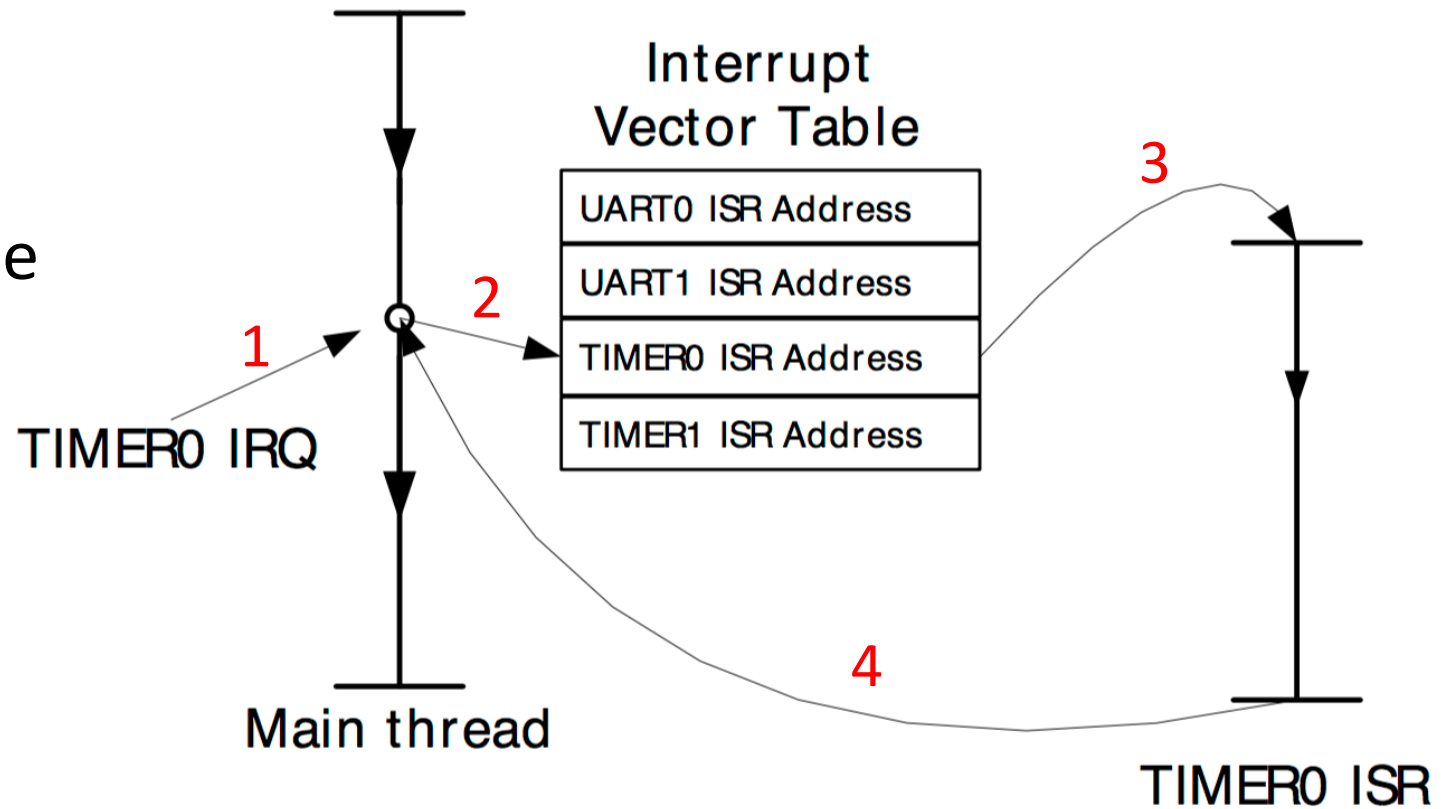 Interrupt
Vector Table
3
UART0 ISR Address
e
UART1 ISR Address
2
1
TIMER0 ISR Address
TIMER0 IRQ
TIMER1 ISR Address
4
Main thread
TIMER0 ISR